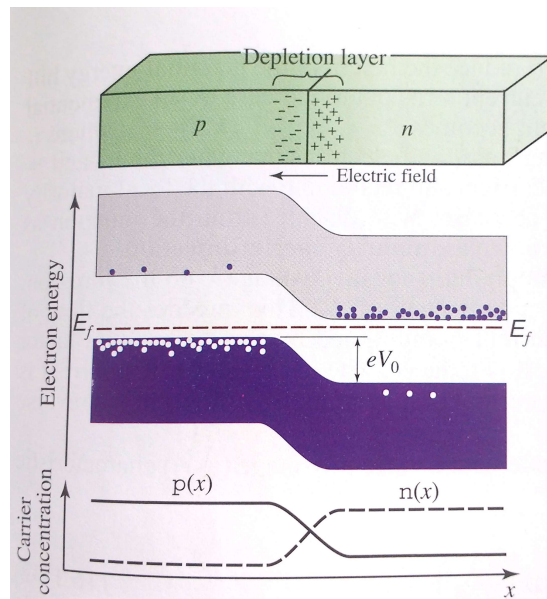 Depletion layer
p
n
Electric field
Electron energy
E_f
E_f
eV_0
p(x)
n(x)
Carrier
concentration
x